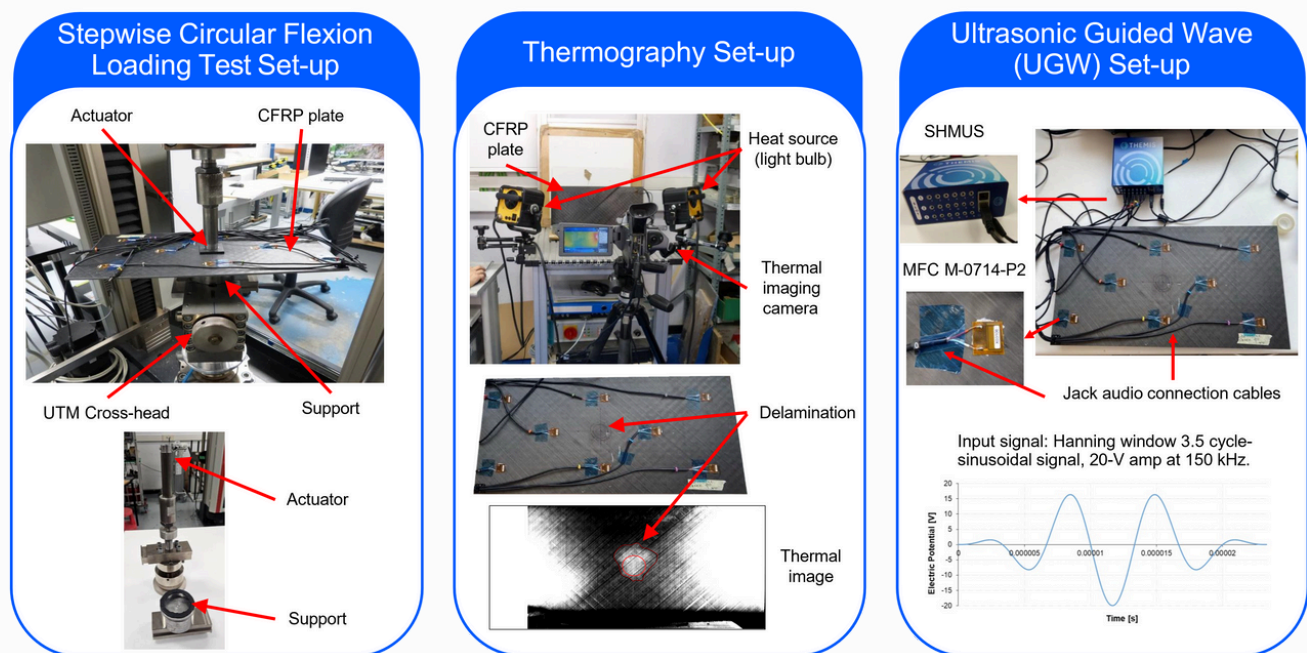 Stepwise Circular Flexion
Loading Test Set-up
Actuator
CFRP plate
UTM Cross-head
Support
Actuator
Support
Thermography Set-up
CFRP
plate
Heat source
(light bulb)
Thermal
imaging
camera
Delamination
Thermal
image
Ultrasonic Guided Wave
(UGW) Set-up
SHMUS
THEMIS
MFC M-0714-P2
Jack audio connection cables
Input signal: Hanning window 3.5 cycle-
sinusoidal signal, 20-V amp at 150 kHz.
Electric Potential [V]
20
15
10
5
0
-5
-10
-15
-20
0
0.000005
0.00001
0.000015
0.00002
Time [s]